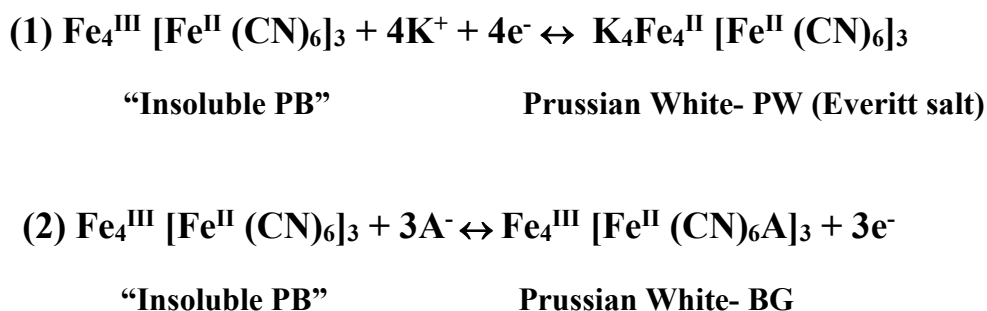 (1) Fe₄ᴵᴵᴵ [Feᴵᴵ (CN)₆]₃ + 4K⁺ + 4e⁻ ↔ K₄Fe₄ᴵᴵ [Feᴵᴵ (CN)₆]₃
“Insoluble PB” Prussian White- PW (Everitt salt)
(2) Fe₄ᴵᴵᴵ [Feᴵᴵ (CN)₆]₃ + 3A⁻ ↔ Fe₄ᴵᴵᴵ [Feᴵᴵ (CN)₆A]₃ + 3e⁻
“Insoluble PB” Prussian White- BG